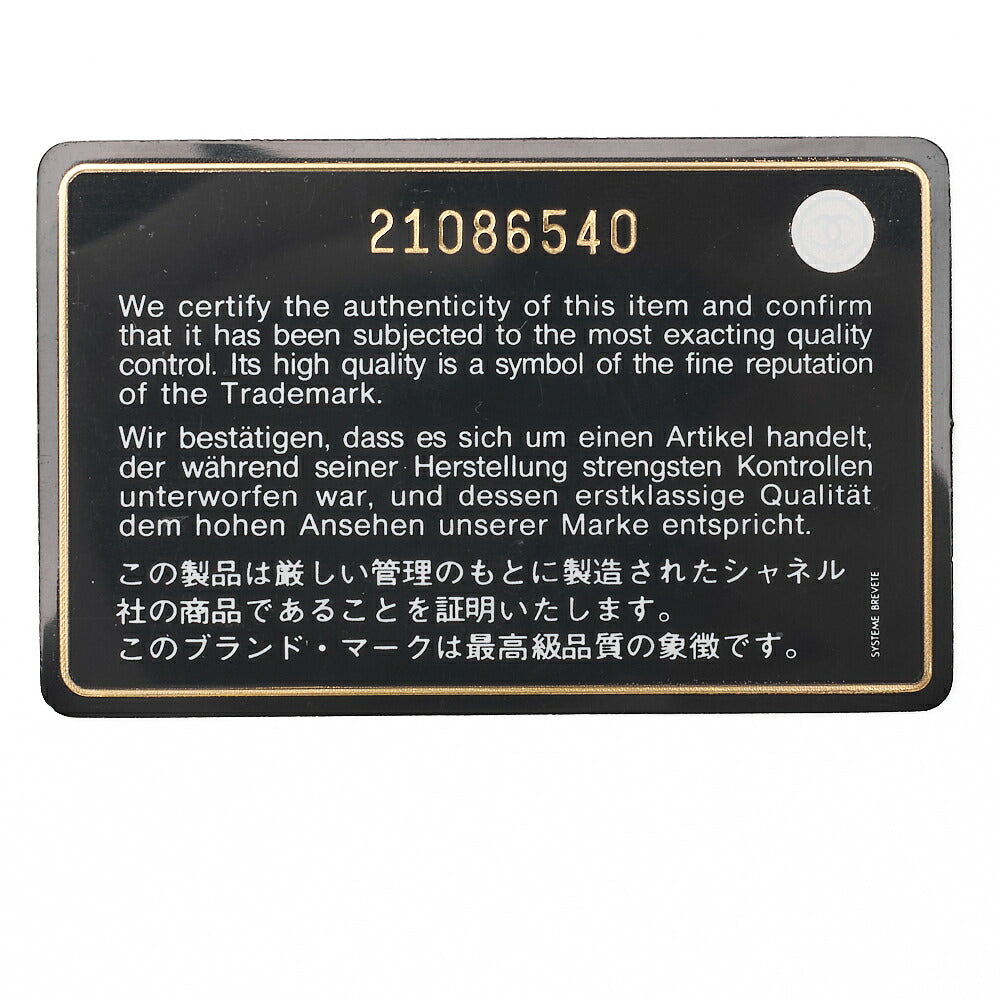 21086540
We certify the authenticity of this item and confirm
that it has been subjected to the most exacting quality
control. Its high quality is a symbol of the fine reputation
of the Trademark.
Wir bestätigen, dass es sich um einen Artikel handelt,
der während seiner Herstellung strengsten Kontrollen
unterworfen war, und dessen erstklassige Qualität
dem hohen Ansehen unserer Marke entspricht.
この製品は厳しい管理のもとに製造されたシャネル
社の商品であることを証明いたします。
このブランド・マークは最高級品質の象徴です。
SYSTEME BREVETE